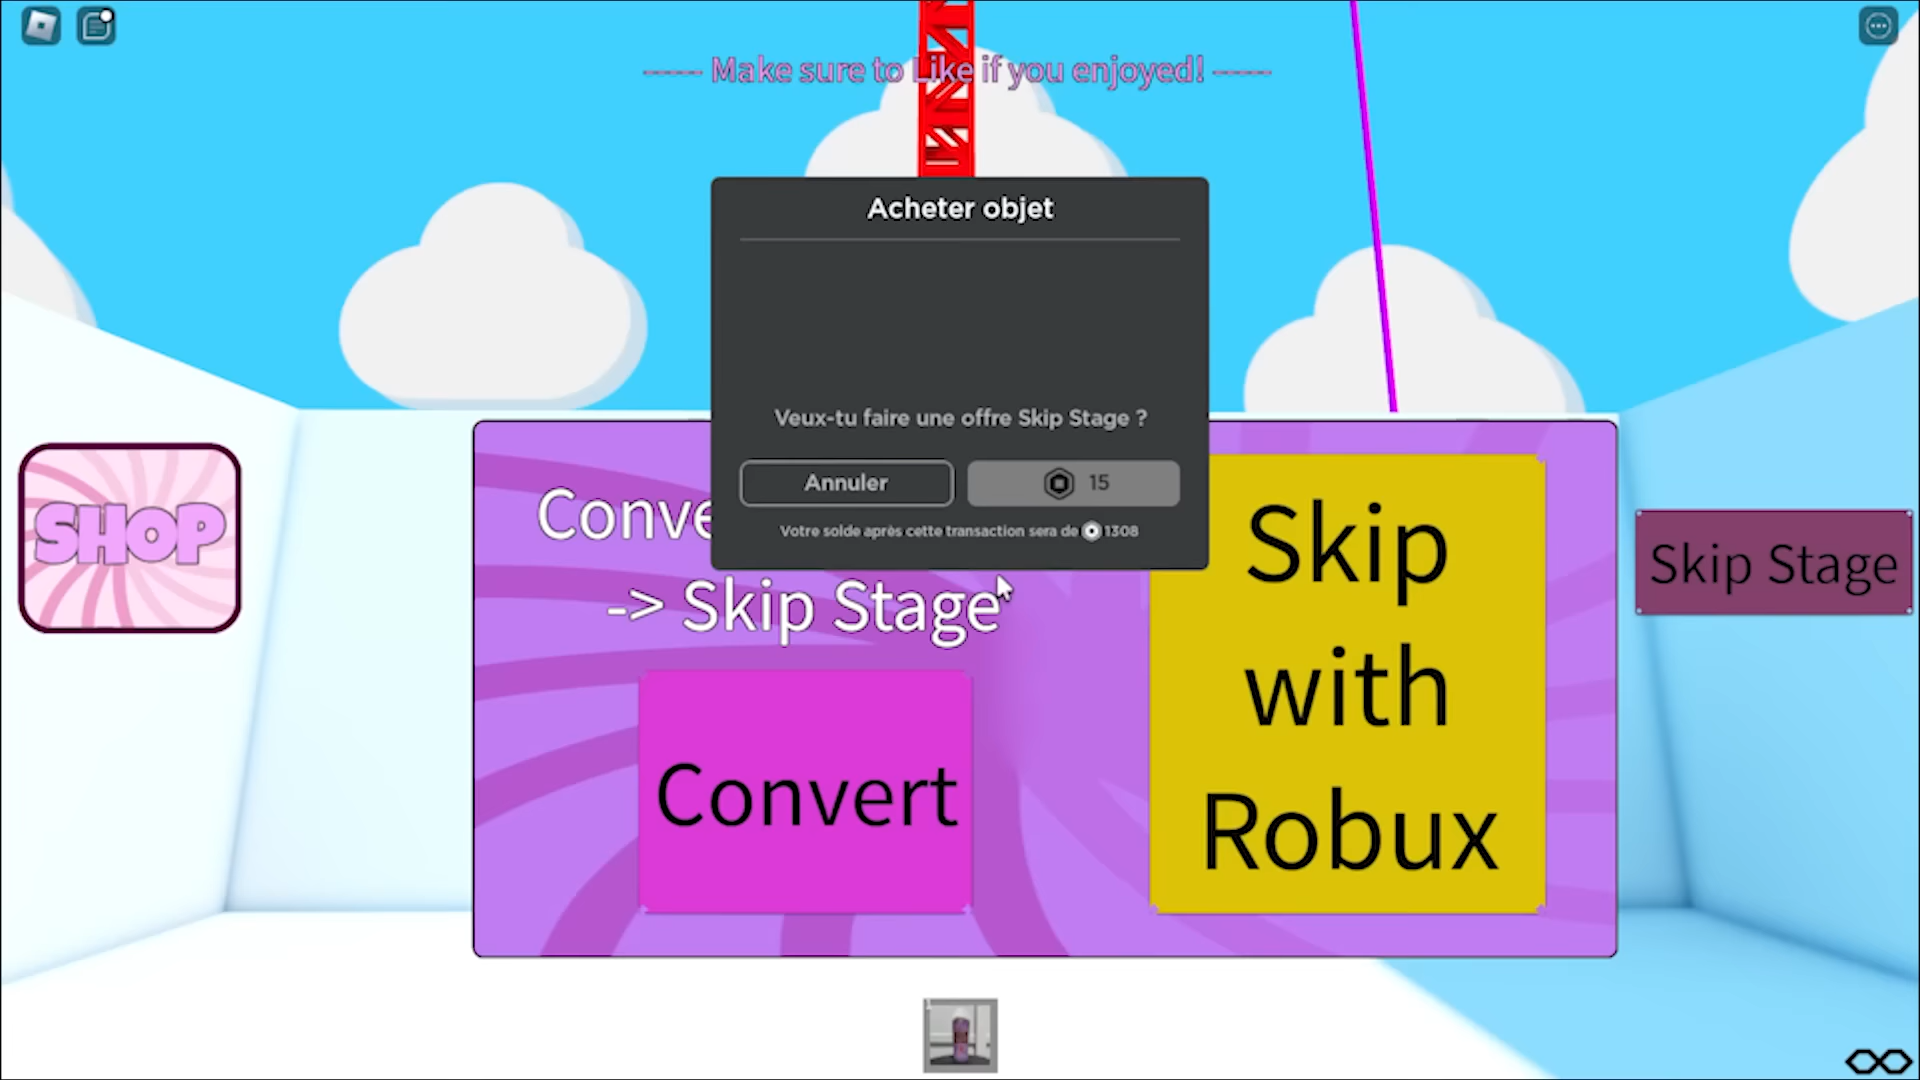 ----- Make sure to Like if you enjoyed! -----
Acheter objet
Veux-tu faire une offre Skip Stage ?
Annuler
15
Votre solde après cette transaction sera de 1308
SHOP
Conve
-> Skip Stage
Convert
Skip
with
Robux
Skip Stage